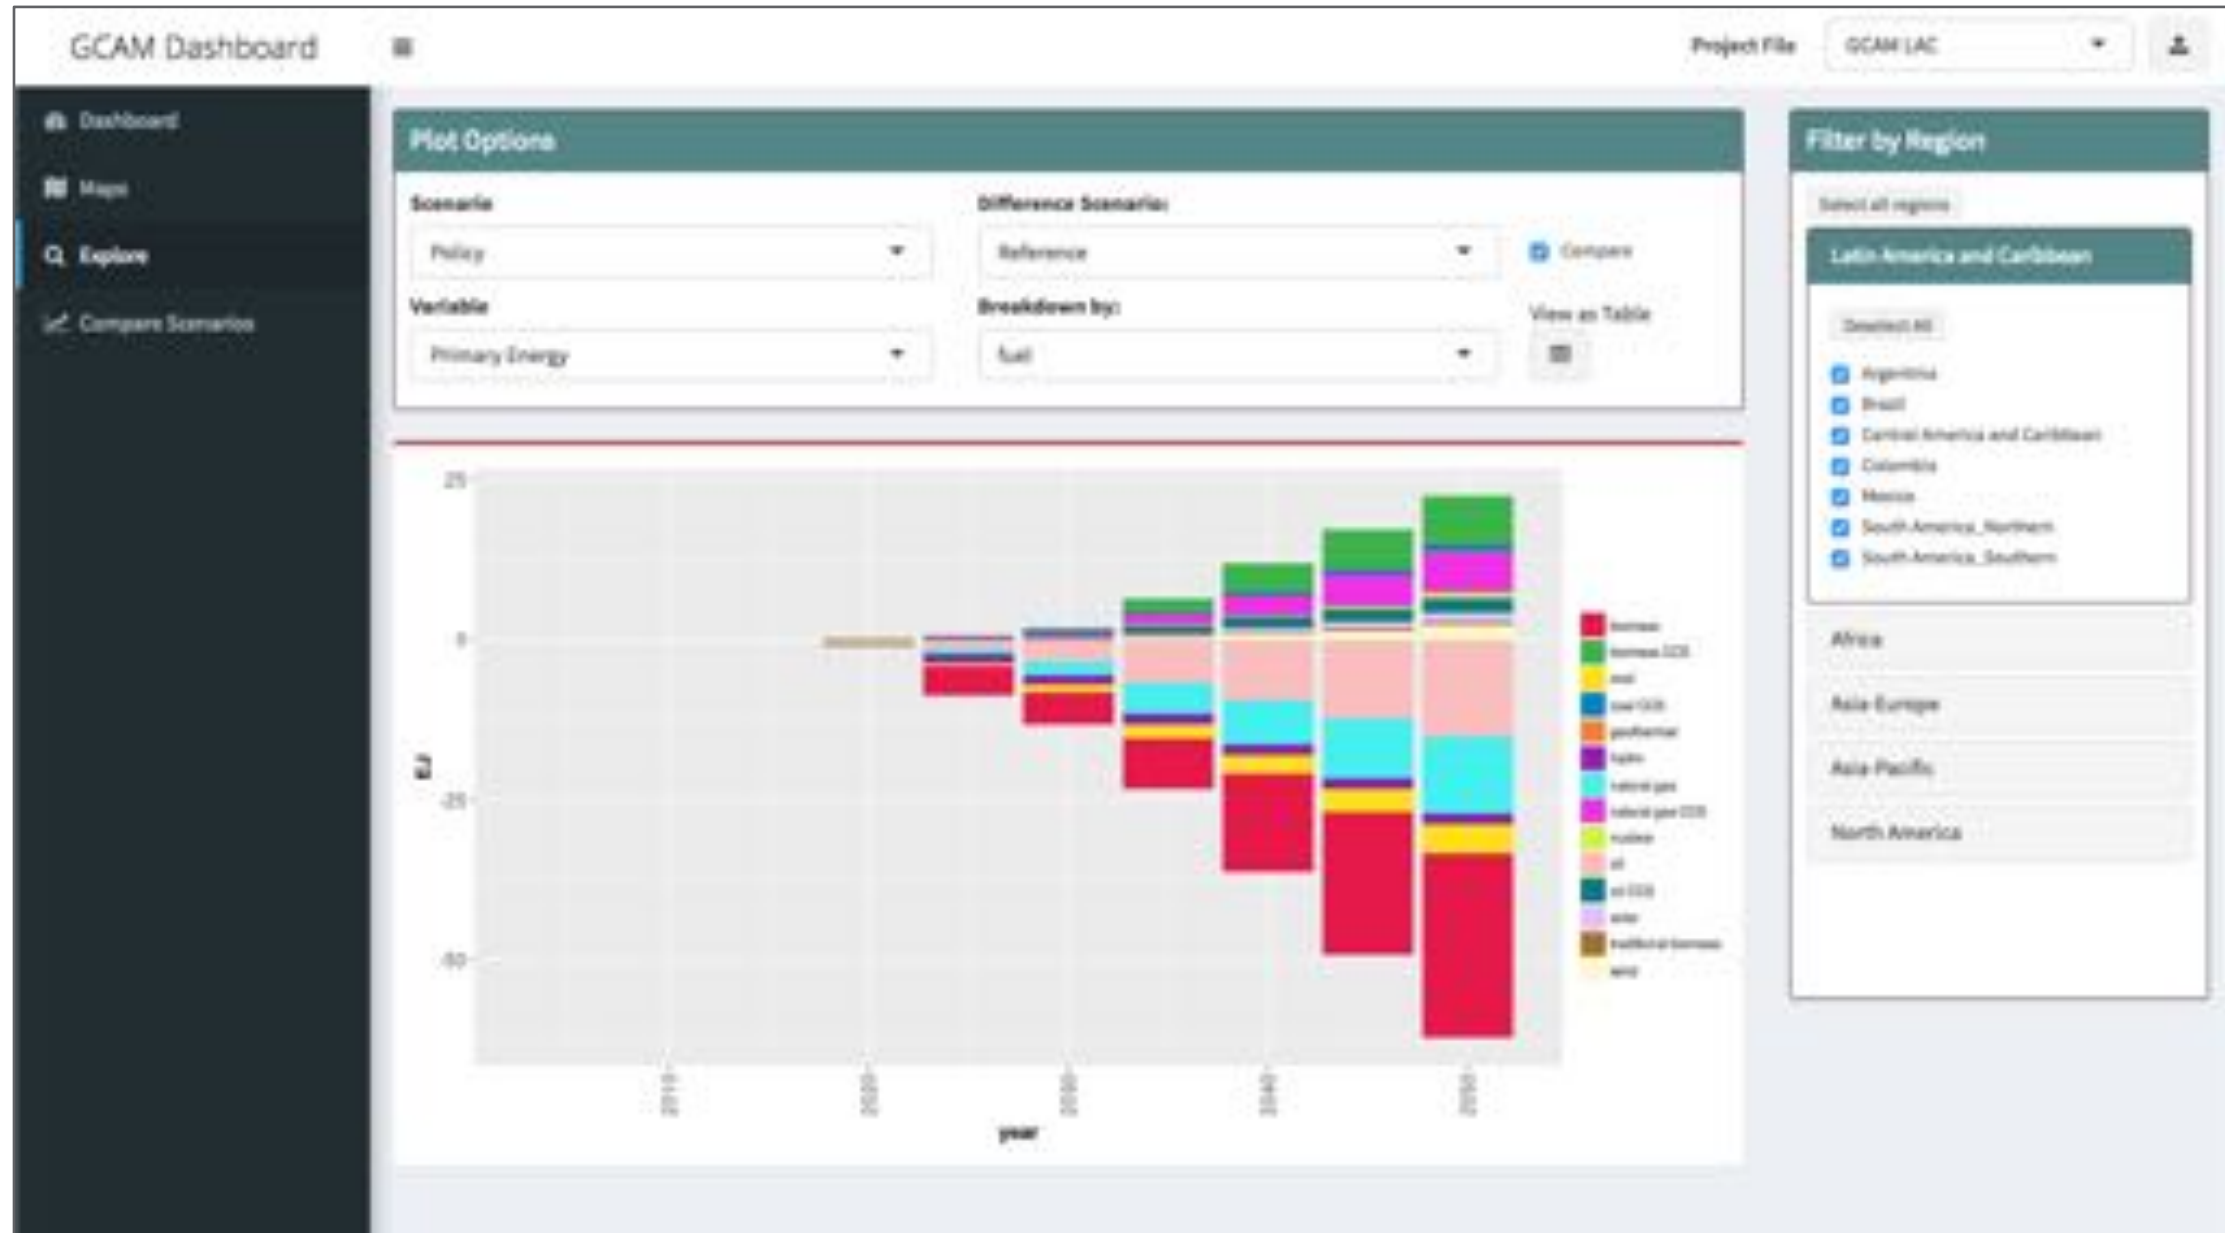 GCAM Dashboard
Project File
GCAM LAC
Dashboard
Maps
Explore
Compare Scenarios
Plot Options
Scenario
Difference Scenario:
Policy
Reference
Compare
Variable
Breakdown by:
View as Table
Primary Energy
fuel
Filter by Region
Select all regions
Latin America and Caribbean
Deselect All
Argentina
Brazil
Central America and Caribbean
Colombia
Mexico
South America_Northern
South America_Southern
Africa
Asia-Europe
Asia-Pacific
North America
25
0
-25
-50
EJ
2010
2020
2030
2040
2050
year
biomass
biomass CCS
coal
coal CCS
geothermal
hydro
natural gas
natural gas CCS
nuclear
oil
oil CCS
solar
traditional biomass
wind